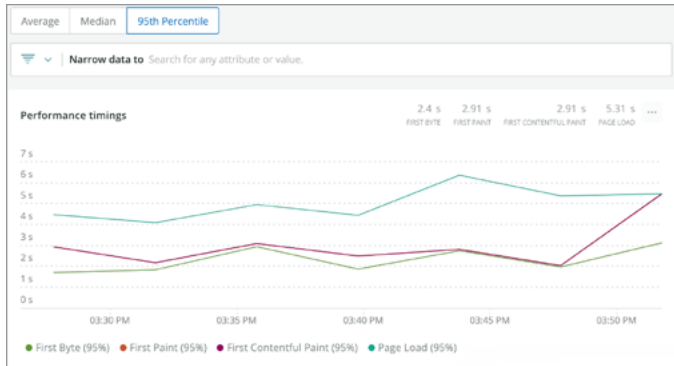 Average Median 95th Percentile
Narrow data to Search for any attribute or value.
Performance timings
2.4 s 2.91 s 2.91 s 5.31 s ...
FIRST BYTE FIRST PAINT FIRST CONTENTFUL PAINT PAGE LOAD
7 s
6 s
5 s
4 s
3 s
2 s
1 s
0 s
03:30 PM 03:35 PM 03:40 PM 03:45 PM 03:50 PM
First Byte (95%) First Paint (95%) First Contentful Paint (95%) Page Load (95%)